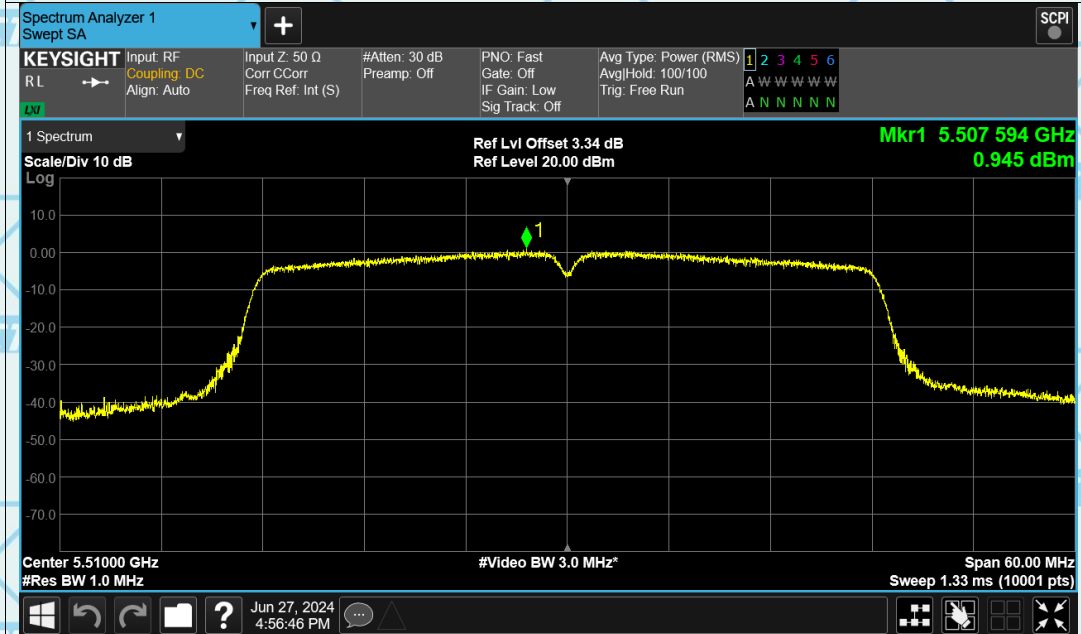 Spectrum Analyzer 1
Swept SA
+
SCPI
KEYSIGHT
RL
LXI
Input: RF
Coupling: DC
Align: Auto
Input Z: 50 Ω
Corr CCorr
Freq Ref: Int (S)
#Atten: 30 dB
Preamp: Off
PNO: Fast
Gate: Off
IF Gain: Low
Sig Track: Off
Avg Type: Power (RMS)
Avg|Hold: 100/100
Trig: Free Run
1 2 3 4 5 6
A W W W W W
A N N N N N
1 Spectrum
Scale/Div 10 dB
Log
Ref Lvl Offset 3.34 dB
Ref Level 20.00 dBm
Mkr1 5.507 594 GHz
0.945 dBm
1
10.0
0.00
-10.0
-20.0
-30.0
-40.0
-50.0
-60.0
-70.0
Center 5.51000 GHz
#Res BW 1.0 MHz
#Video BW 3.0 MHz*
Span 60.00 MHz
Sweep 1.33 ms (10001 pts)
?
Jun 27, 2024
4:56:46 PM